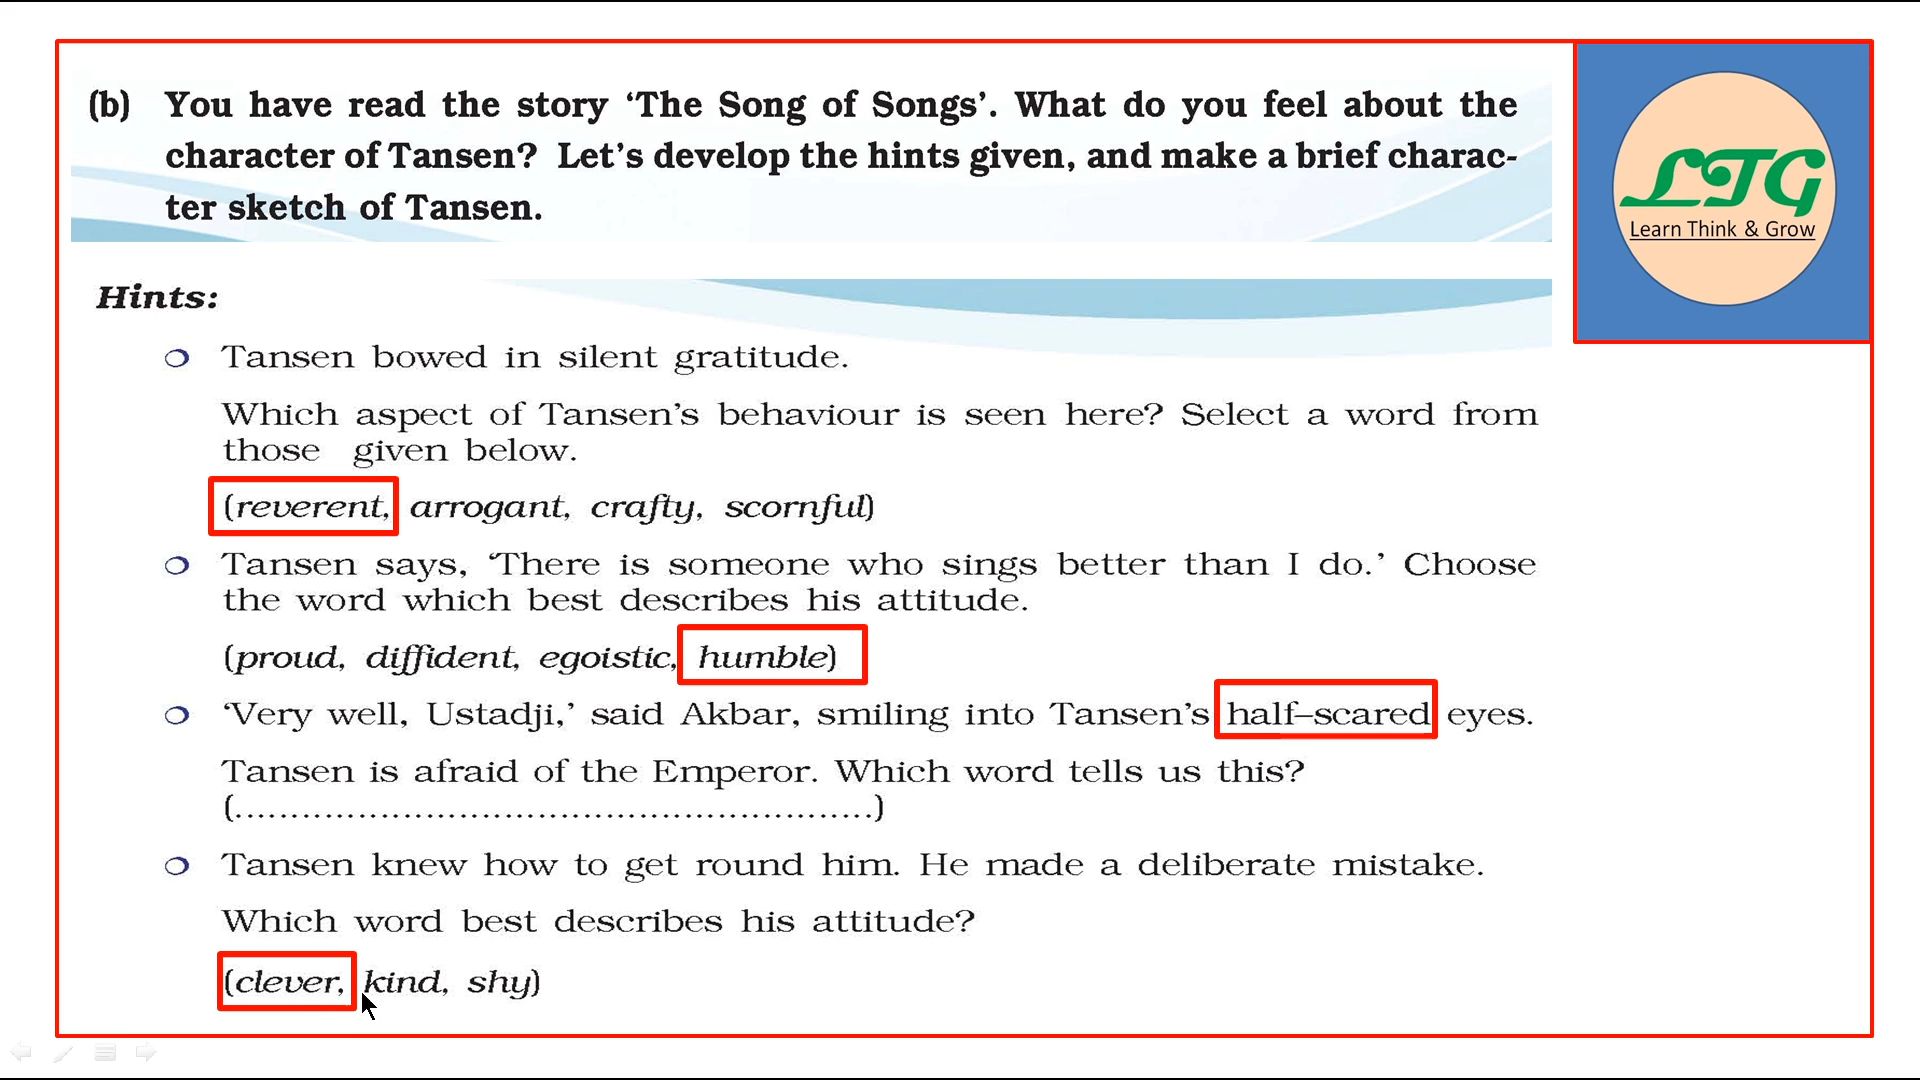 (b) You have read the story ‘The Song of Songs’. What do you feel about the
character of Tansen? Let’s develop the hints given, and make a brief charac-
ter sketch of Tansen.
LTG
Learn Think & Grow
Hints:
Tansen bowed in silent gratitude.
Which aspect of Tansen’s behaviour is seen here? Select a word from
those given below.
(reverent, arrogant, crafty, scornful)
Tansen says, ‘There is someone who sings better than I do.’ Choose
the word which best describes his attitude.
(proud, diffident, egoistic, humble)
‘Very well, Ustadji,’ said Akbar, smiling into Tansen’s half–scared eyes.
Tansen is afraid of the Emperor. Which word tells us this?
(.........................................................)
Tansen knew how to get round him. He made a deliberate mistake.
Which word best describes his attitude?
(clever, kind, shy)